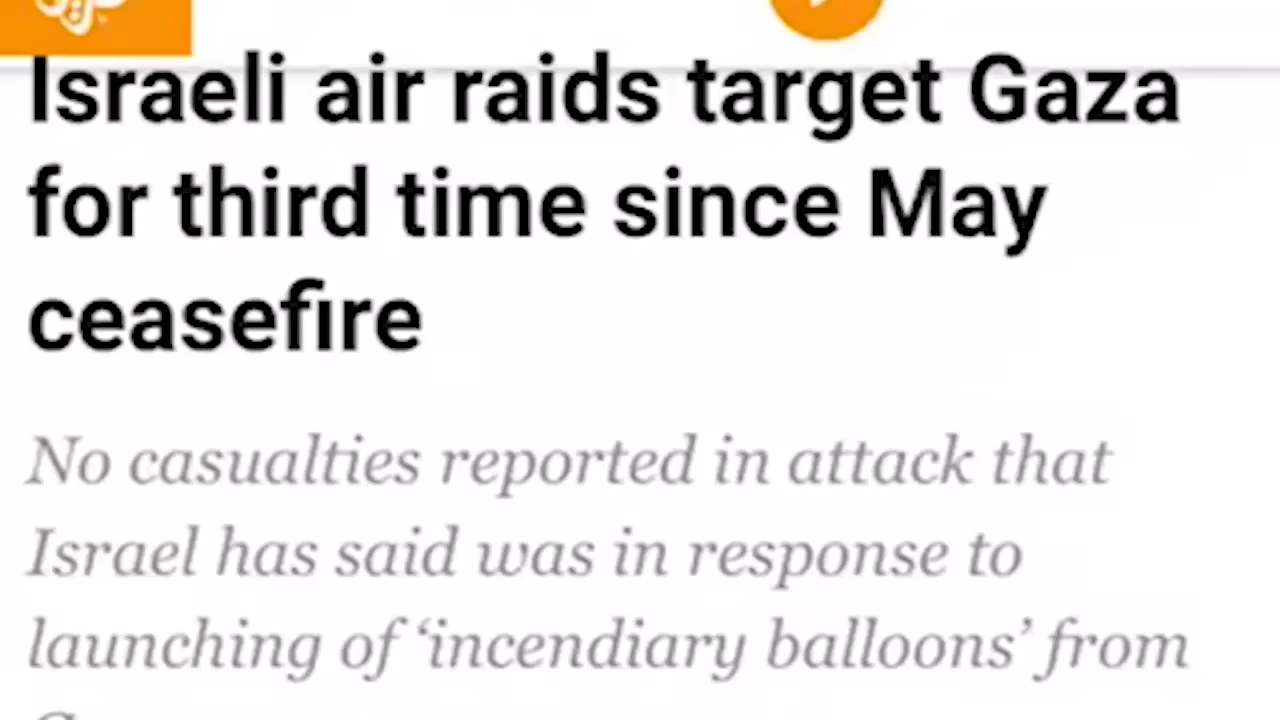 Israeli air raids target Gaza
for third time since May
ceasefire
No casualties reported in attack that
Israel has said was in response to
launching of ‘incendiary balloons’ from